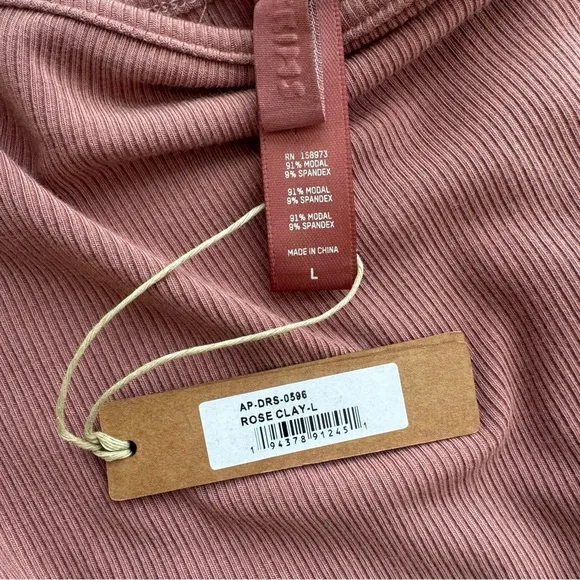 SKIMS
RN 158973
91% MODAL
9% SPANDEX
91% MODAL
9% SPANDEX
91% MODAL
9% SPANDEX
MADE IN CHINA
L
AP-DRS-0596
ROSE CLAY-L
1 94378 91245 1